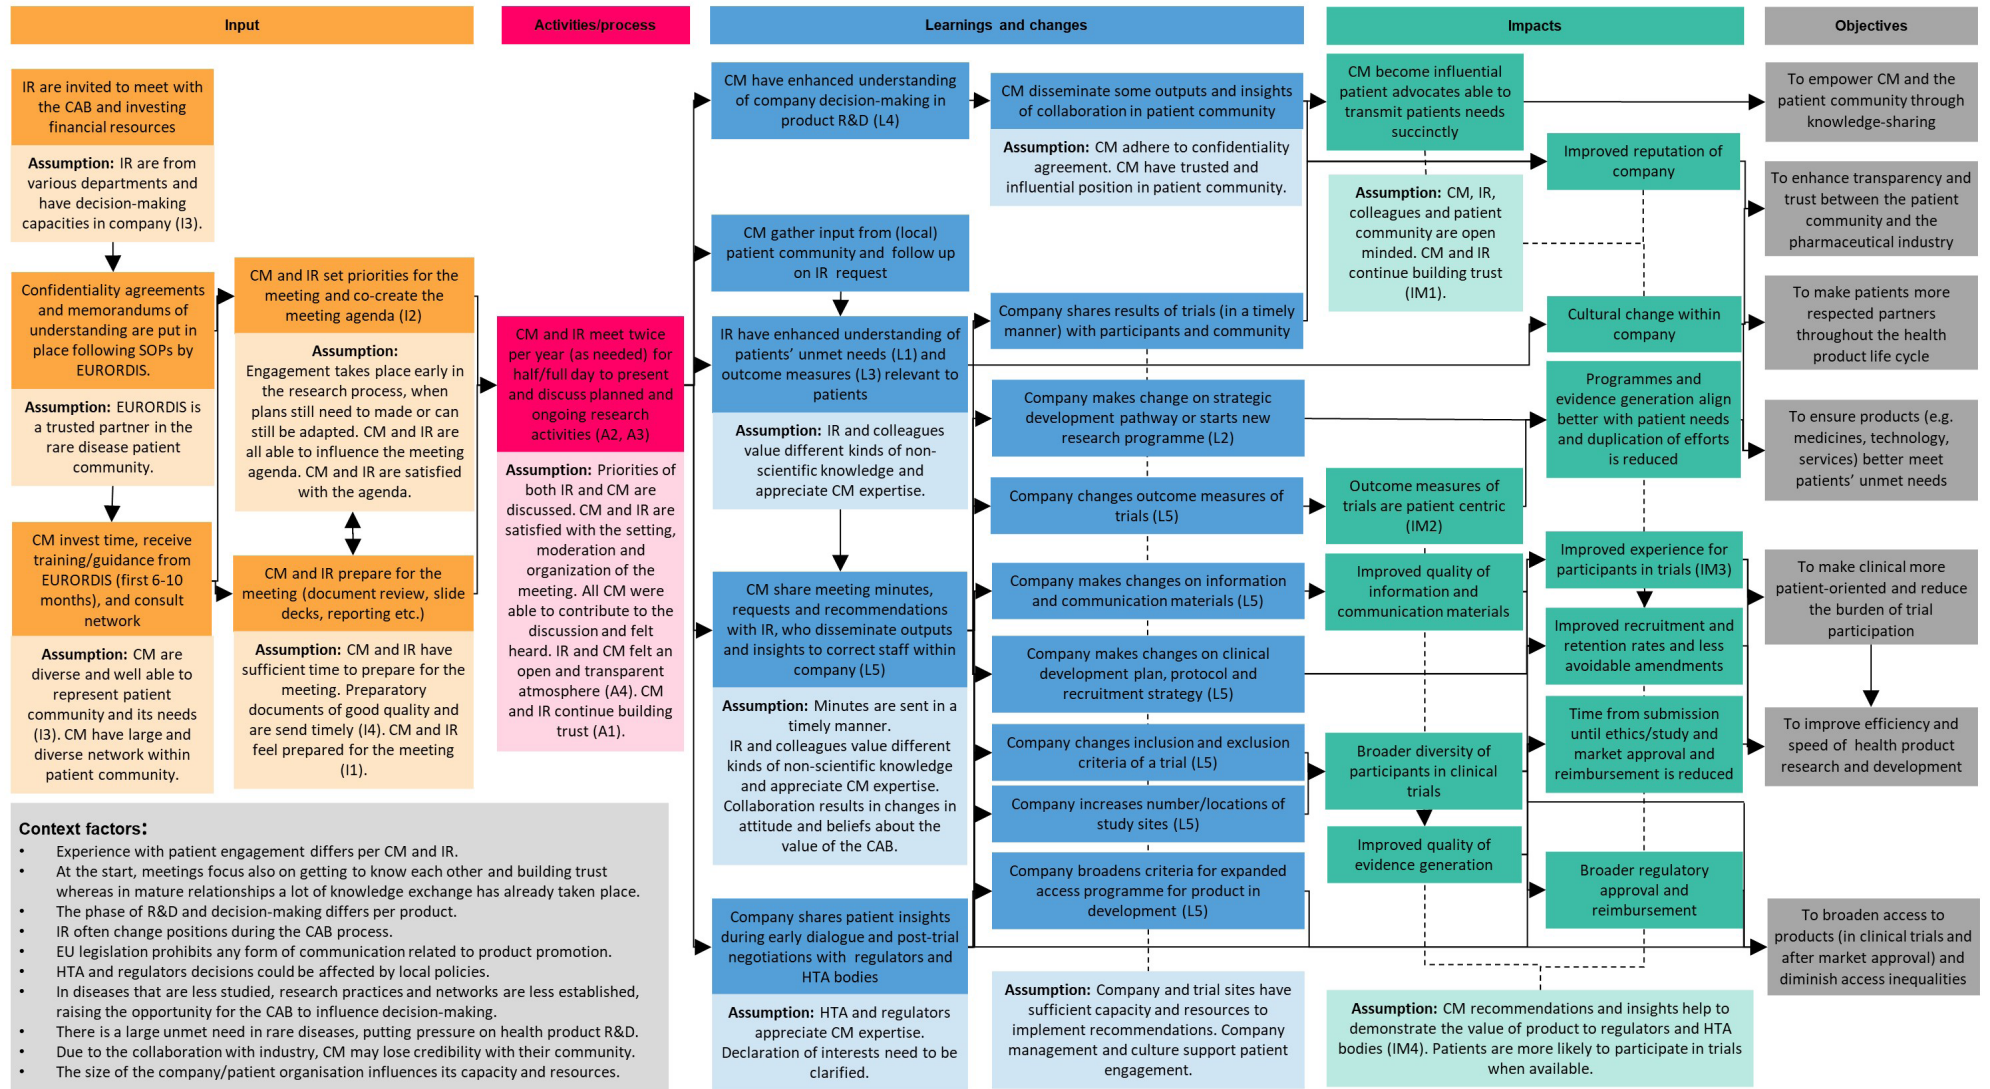 Input
Activities/process
Learnings and changes
Impacts
Objectives
IR are invited to meet with
the CAB and investing
financial resources
Assumption: IR are from
various departments and
have decision-making
capacities in company (I3).
Confidentiality agreements
and memorandums of
understanding are put in
place following SOPs by
EURORDIS.
Assumption: EURORDIS is
a trusted partner in the
rare disease patient
community.
CM invest time, receive
training/guidance from
EURORDIS (first 6-10
months), and consult
network
Assumption: CM are
diverse and well able to
represent patient
community and its needs
(I3). CM have large and
diverse network within
patient community.
CM and IR set priorities for the
meeting and co-create the
meeting agenda (I2)
Assumption:
Engagement takes place early in
the research process, when
plans still need to made or can
still be adapted. CM and IR are
all able to influence the meeting
agenda. CM and IR are satisfied
with the agenda.
CM and IR prepare for the
meeting (document review, slide
decks, reporting etc.)
Assumption: CM and IR have
sufficient time to prepare for the
meeting. Preparatory
documents of good quality and
are send timely (I4). CM and IR
feel prepared for the meeting
(I1).
CM and IR meet twice
per year (as needed) for
half/full day to present
and discuss planned and
ongoing research
activities (A2, A3)
Assumption: Priorities of
both IR and CM are
discussed. CM and IR are
satisfied with the setting,
moderation and
organization of the
meeting. All CM were
able to contribute to the
discussion and felt
heard. IR and CM felt an
open and transparent
atmosphere (A4). CM
and IR continue building
trust (A1).
CM have enhanced understanding
of company decision-making in
product R&D (L4)
CM gather input from (local)
patient community and follow up
on IR request
IR have enhanced understanding of
patients' unmet needs (L1) and
outcome measures (L3) relevant to
patients
Assumption: IR and colleagues
value different kinds of non-
scientific knowledge and
appreciate CM expertise.
CM share meeting minutes,
requests and recommendations
with IR, who disseminate outputs
and insights to correct staff within
company (L5)
Assumption: Minutes are sent in a
timely manner.
IR and colleagues value different
kinds of non-scientific knowledge
and appreciate CM expertise.
Collaboration results in changes in
attitude and beliefs about the
value of the CAB.
Company shares patient insights
during early dialogue and post-trial
negotiations with regulators and
HTA bodies
Assumption: HTA and regulators
appreciate CM expertise.
Declaration of interests need to be
clarified.
CM disseminate some outputs and insights
of collaboration in patient community
Assumption: CM adhere to confidentiality
agreement. CM have trusted and
influential position in patient community.
Company shares results of trials (in a timely
manner) with participants and community
Company makes change on strategic
development pathway or starts new
research programme (L2)
Company changes outcome measures of
trials (L5)
Company makes changes on information
and communication materials (L5)
Company makes changes on clinical
development plan, protocol and
recruitment strategy (L5)
Company changes inclusion and exclusion
criteria of a trial (L5)
Company increases number/locations of
study sites (L5)
Company broadens criteria for expanded
access programme for product in
development (L5)
Assumption: Company and trial sites have
sufficient capacity and resources to
implement recommendations. Company
management and culture support patient
engagement.
CM become influential
patient advocates able to
transmit patients needs
succinctly
Assumption: CM, IR,
colleagues and patient
community are open
minded. CM and IR
continue building trust
(IM1).
Outcome measures of
trials are patient centric
(IM2)
Improved quality of
information and
communication materials
Broader diversity of
participants in clinical
trials
Improved quality of
evidence generation
Improved reputation of
company
Cultural change within
company
Programmes and
evidence generation align
better with patient needs
and duplication of efforts
is reduced
Improved experience for
participants in trials (IM3)
Improved recruitment and
retention rates and less
avoidable amendments
Time from submission
until ethics/study and
market approval and
reimbursement is reduced
Broader regulatory
approval and
reimbursement
Assumption: CM recommendations and insights help to
demonstrate the value of product to regulators and HTA
bodies (IM4). Patients are more likely to participate in trials
when available.
To empower CM and the
patient community through
knowledge-sharing
To enhance transparency and
trust between the patient
community and the
pharmaceutical industry
To make patients more
respected partners
throughout the health
product life cycle
To ensure products (e.g.
medicines, technology,
services) better meet
patients' unmet needs
To make clinical more
patient-oriented and reduce
the burden of trial
participation
To improve efficiency and
speed of health product
research and development
To broaden access to
products (in clinical trials and
after market approval) and
diminish access inequalities
Context factors:
• Experience with patient engagement differs per CM and IR.
• At the start, meetings focus also on getting to know each other and building trust
whereas in mature relationships a lot of knowledge exchange has already taken place.
• The phase of R&D and decision-making differs per product.
• IR often change positions during the CAB process.
• EU legislation prohibits any form of communication related to product promotion.
• HTA and regulators decisions could be affected by local policies.
• In diseases that are less studied, research practices and networks are less established,
raising the opportunity for the CAB to influence decision-making.
• There is a large unmet need in rare diseases, putting pressure on health product R&D.
• Due to the collaboration with industry, CM may lose credibility with their community.
• The size of the company/patient organisation influences its capacity and resources.